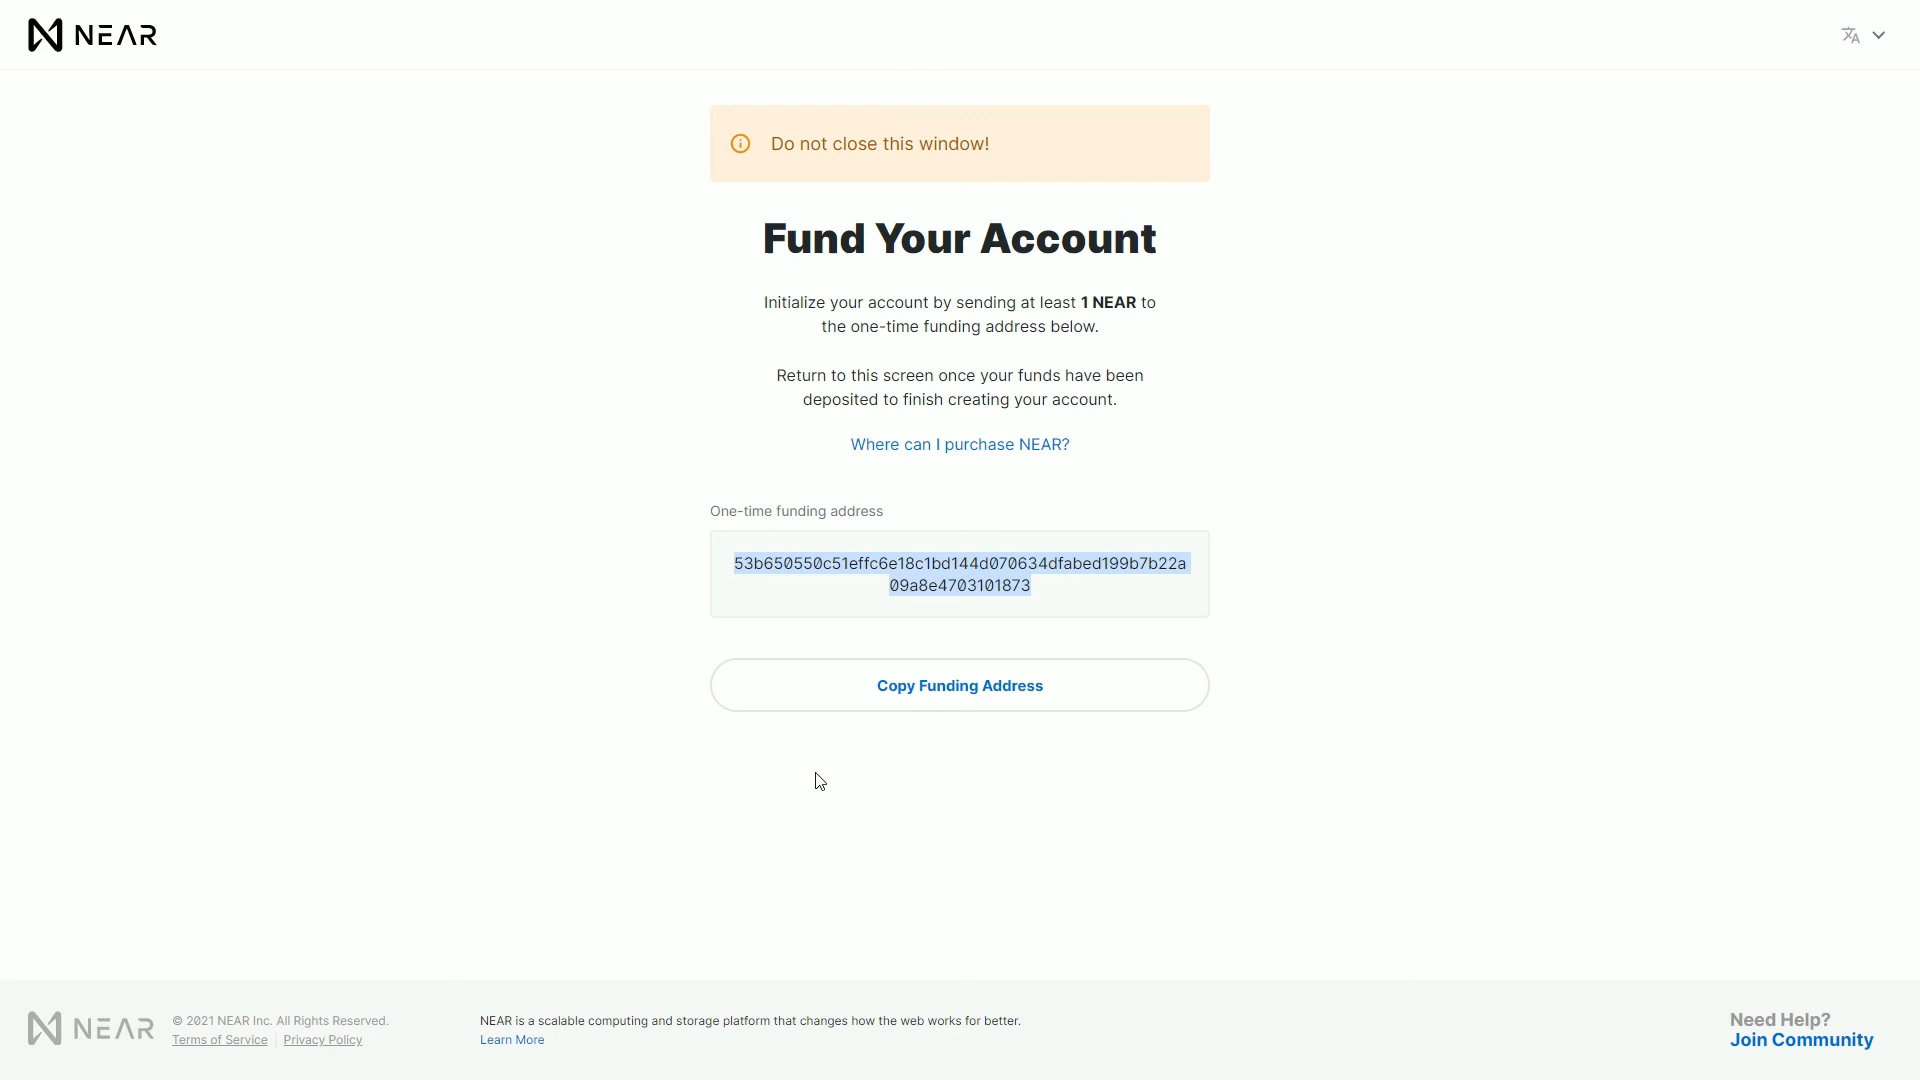 NEAR
Do not close this window!
Fund Your Account
Initialize your account by sending at least 1 NEAR to
the one-time funding address below.
Return to this screen once your funds have been
deposited to finish creating your account.
Where can I purchase NEAR?
One-time funding address
53b650550c51effc6e18c1bd144d070634dfabed199b7b22a
09a8e4703101873
Copy Funding Address
NEAR
© 2021 NEAR Inc. All Rights Reserved.
Terms of Service | Privacy Policy
NEAR is a scalable computing and storage platform that changes how the web works for better.
Learn More
Need Help?
Join Community